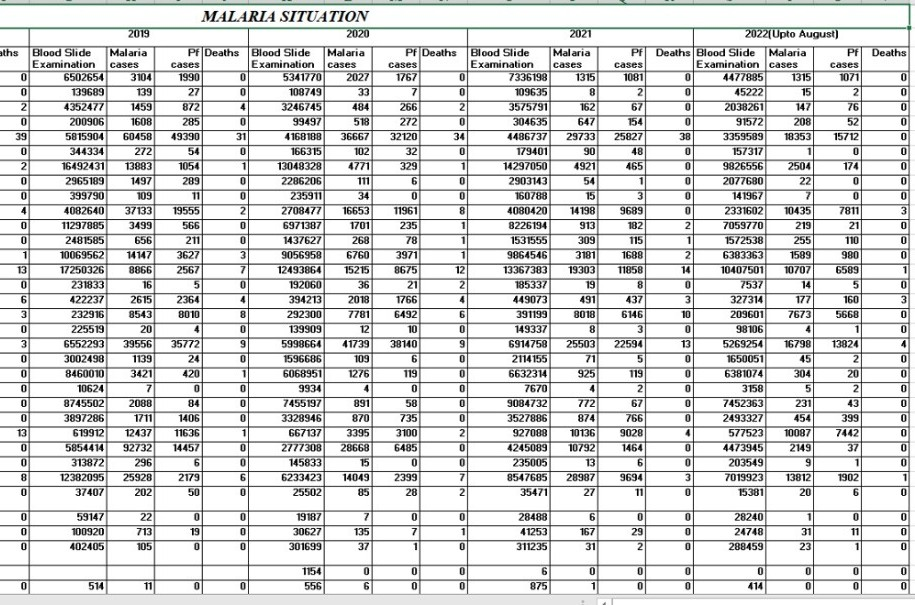 MALARIA SITUATION
2019 2020 2021 2022(Upto August)
aths Blood Slide Examination Malaria cases Pf cases Deaths Blood Slide Examination Malaria cases Pf cases Deaths Blood Slide Examination Malaria cases Pf cases Deaths Blood Slide Examination Malaria cases Pf cases Deaths
0 6502654 3104 1990 0 5341770 2027 1767 0 7336198 1315 1081 0 4477885 1315 1071 0
0 139689 139 27 0 108749 33 7 0 109635 8 2 0 45222 15 2 0
2 4352477 1459 872 4 3246745 484 266 2 3575791 162 67 0 2038261 147 76 0
0 200906 1608 285 0 99497 518 272 0 304635 647 154 0 91572 208 52 0
39 5815904 60458 49390 31 4168188 36667 32120 34 4486737 29733 25827 38 3359589 18353 15712 0
0 344334 272 54 0 166315 102 32 0 179401 90 48 0 157317 1 0 0
2 16492431 13883 1054 1 13048328 4771 329 1 14297050 4921 465 0 9826556 2504 174 0
0 2965189 1497 289 0 2286206 111 6 0 2903143 54 1 0 2077680 22 0 0
0 399790 109 11 0 235911 34 0 0 160788 15 3 0 141967 7 0 0
4 4082640 37133 19555 2 2708477 16653 11961 8 4080420 14198 9689 0 2331602 10435 7811 3
0 11297885 3499 566 0 6971387 1701 235 1 8226194 913 182 2 7059770 219 21 0
0 2481585 656 211 0 1437627 268 78 1 1531555 309 115 1 1572538 255 110 0
1 10069562 14147 3627 3 9056958 6760 3971 1 9864546 3181 1688 2 6383363 1589 980 0
13 17250326 8866 2567 7 12493864 15215 8675 12 13367383 19303 11858 14 10407501 10707 6589 1
0 231833 16 5 0 192060 36 21 2 185337 19 8 0 7537 14 5 0
6 422237 2615 2364 4 394213 2018 1766 4 449073 491 437 3 327314 177 160 3
3 232916 8543 8010 8 292300 7781 6492 6 391199 8018 6146 10 209601 7673 5668 0
0 225519 20 4 0 139909 12 10 0 149337 8 3 0 98106 4 1 0
3 6552293 39556 35772 9 5998664 41739 38140 9 6914758 25503 22594 13 5269254 16798 13824 4
0 3002498 1139 24 0 1596686 109 6 0 2114155 71 5 0 1650051 45 2 0
0 8460010 3421 420 1 6068951 1276 119 0 6632314 925 119 0 6381074 304 20 0
0 10624 7 0 0 9934 4 0 0 7670 4 2 0 3158 5 2 0
0 8745502 2088 84 0 7455197 891 58 0 9084732 772 67 0 7452363 231 43 0
0 3897286 1711 1406 0 3328946 870 735 0 3527886 874 766 0 2493327 454 399 0
13 619912 12437 11636 1 667137 3395 3100 2 927088 10136 9028 4 577523 10087 7442 0
0 5854414 92732 14457 0 2777308 28668 6485 0 4245089 10792 1464 0 4473945 2149 37 0
0 313872 296 6 0 145833 15 0 0 235005 13 6 0 203549 9 1 0
8 12382095 25928 2179 6 6233423 14049 2399 7 8547685 28987 9694 3 7019923 13812 1902 1
0 37407 202 50 0 25502 85 28 2 35471 27 11 0 15381 20 6 0
0 59147 22 0 0 19187 7 0 0 28488 6 0 0 28240 1 0 0
0 100920 713 19 0 30627 135 7 1 41253 167 29 0 24748 31 11 0
0 402405 105 0 0 301699 37 1 0 311235 31 2 0 288459 23 1 0
1154 0 0 0 6 0 0 0 0 0 0 0
0 514 11 0 0 556 6 0 0 875 1 0 0 414 0 0 0